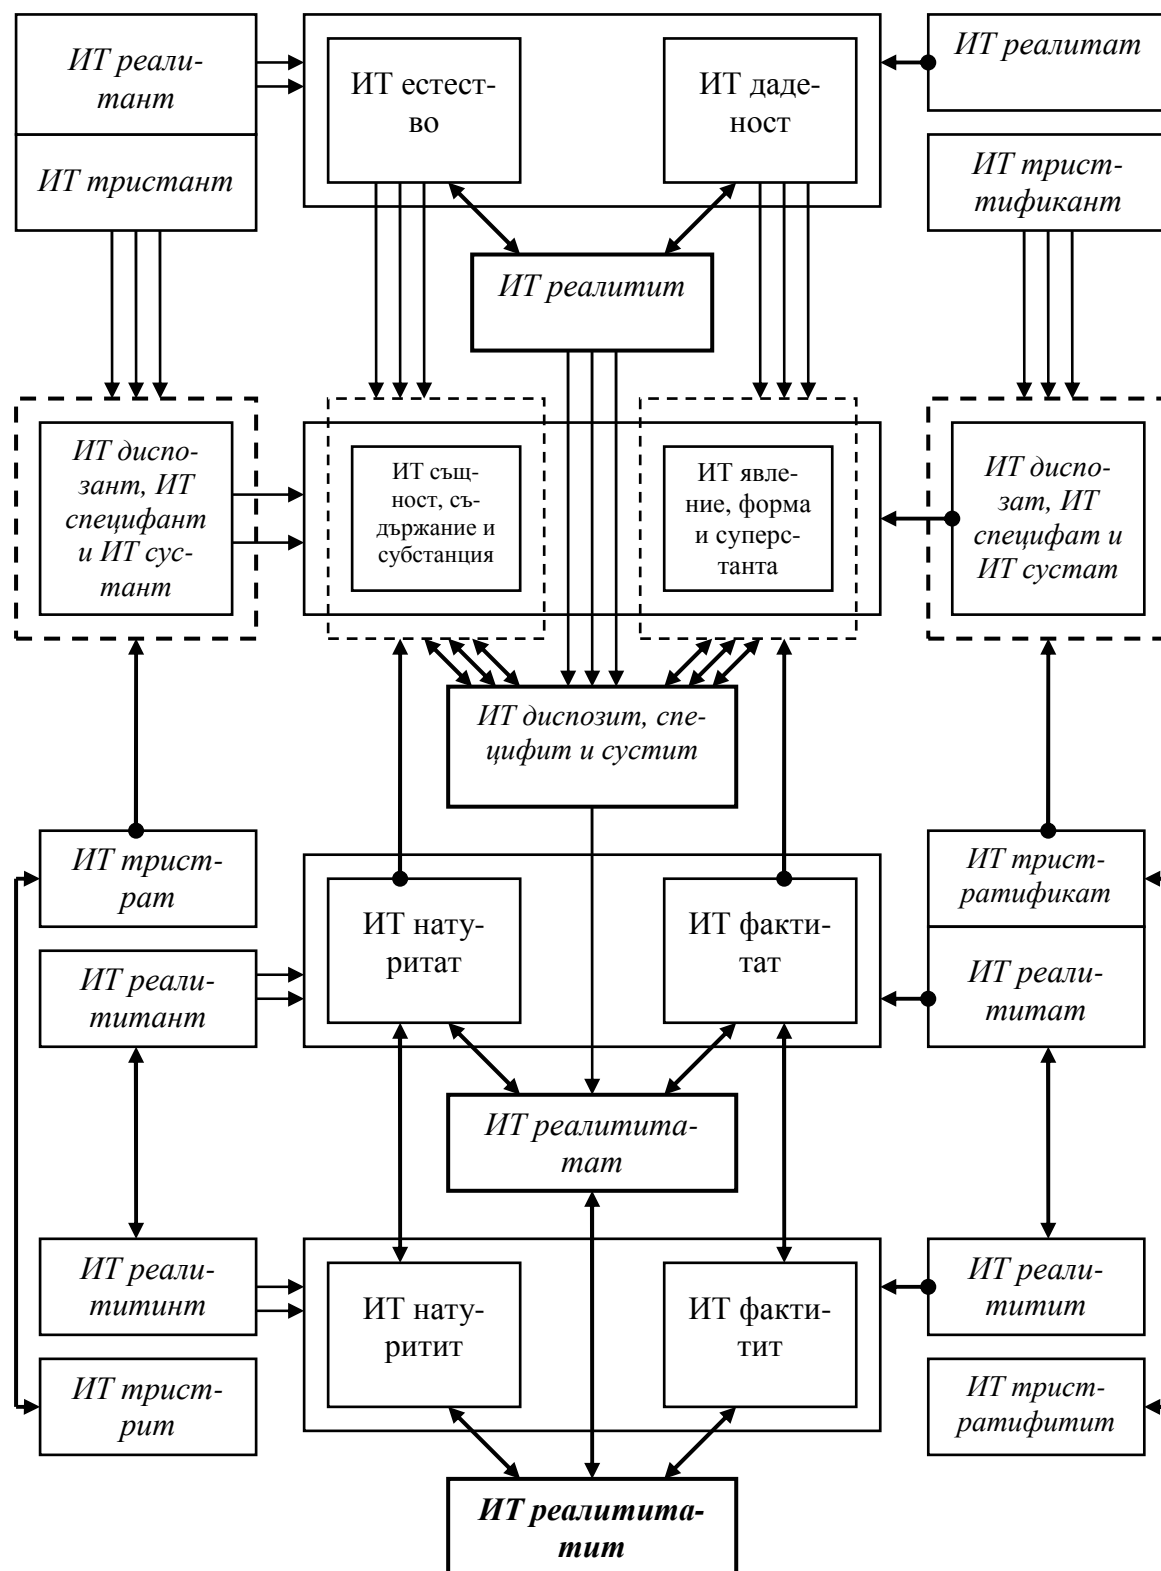 ИТ реали-
тант
ИТ естест-
во
ИТ даде-
ност
ИТ реалитат
ИТ тристант
ИТ трист-
тификант
ИТ реалитит
ИТ диспо-
зант, ИТ
специфант
и ИТ сус-
тант
ИТ същ-
ност, съ-
държание и
субстанция
ИТ явле-
ние, форма
и суперс-
танта
ИТ диспо-
зат, ИТ
специфат и
ИТ сустат
ИТ диспозит, спе-
цифит и сустит
ИТ трист-
рат
ИТ нату-
ритат
ИТ факти-
тат
ИТ трист-
ратификат
ИТ реали-
титант
ИТ реали-
титат
ИТ реалитита-
тат
ИТ реали-
титинт
ИТ нату-
ритит
ИТ факти-
тит
ИТ реали-
титит
ИТ трист-
рит
ИТ трист-
ратифитит
ИТ реалитита-
тит